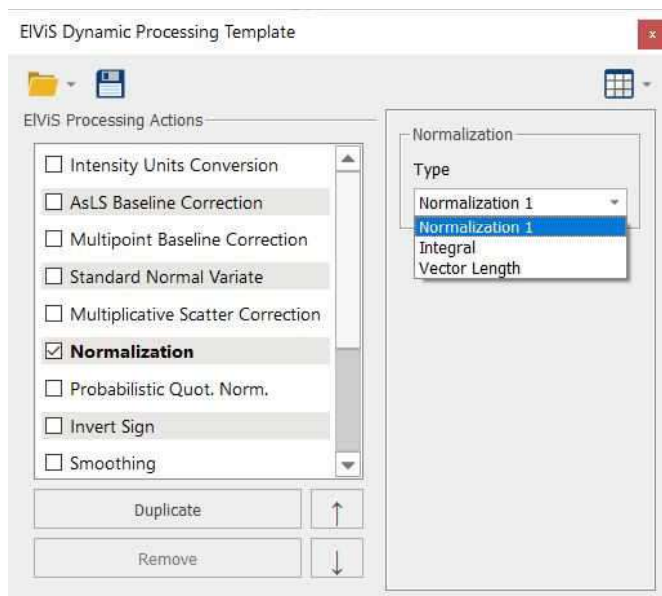 ElViS Dynamic Processing Template
x
ElViS Processing Actions
Intensity Units Conversion
AsLS Baseline Correction
Multipoint Baseline Correction
Standard Normal Variate
Multiplicative Scatter Correction
Normalization
Probabilistic Quot. Norm.
Invert Sign
Smoothing
Duplicate
Remove
Normalization
Type
Normalization 1
Normalization 1
Integral
Vector Length